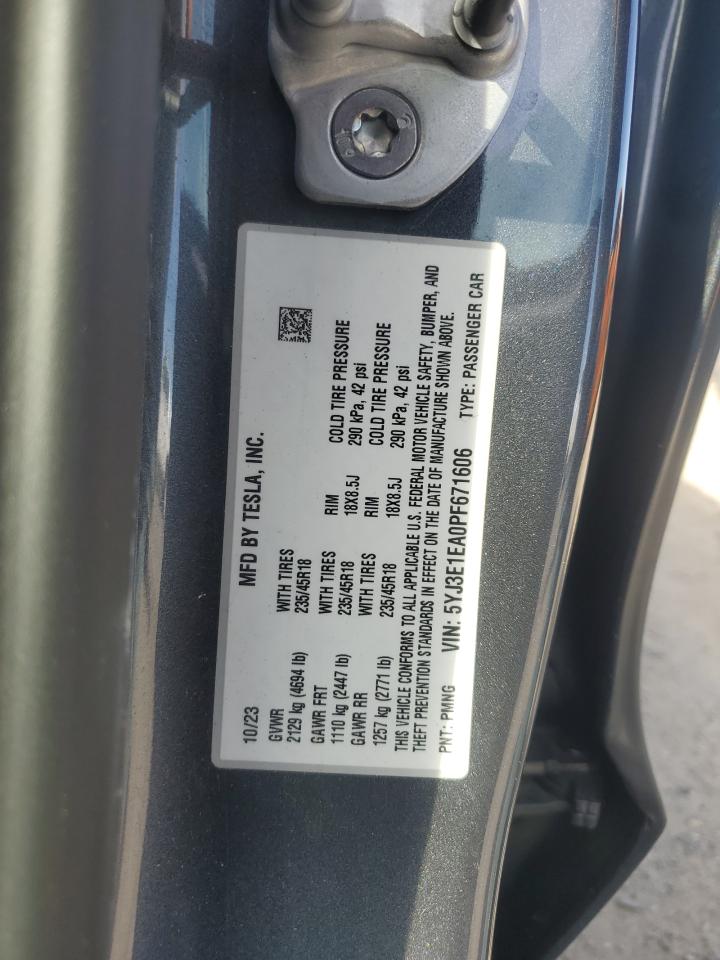 10/23 MFD BY TESLA, INC.
GVWR WITH TIRES
2129 kg (4694 lb) 235/45R18
GAWR FRT WITH TIRES RIM COLD TIRE PRESSURE
1110 kg (2447 lb) 235/45R18 18X8.5J 290 kPa, 42 psi
GAWR RR WITH TIRES RIM COLD TIRE PRESSURE
1257 kg (2771 lb) 235/45R18 18X8.5J 290 kPa, 42 psi
THIS VEHICLE CONFORMS TO ALL APPLICABLE U.S. FEDERAL MOTOR VEHICLE SAFETY, BUMPER, AND
THEFT PREVENTION STANDARDS IN EFFECT ON THE DATE OF MANUFACTURE SHOWN ABOVE.
PNT: PMNG VIN: 5YJ3E1EA0PF671606 TYPE: PASSENGER CAR